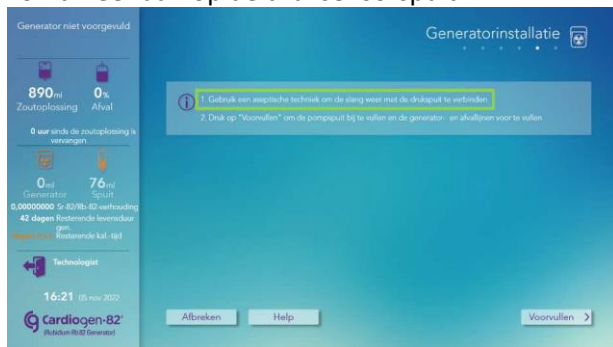 Generator niet voorgevuld
Generatorinstallatie
890ml
0%
Zoutoplossing
Afval
0 uur sinds de zoutoplossing is
vervangen
0ml
76ml
Generator
Spuit
0,00000000 Sr-82/Rb-82-verhouding
42 dagen Resterende levensduur
gen.
Resterende kal.-tijd
Technologist
16:21 05 nov 2022
Cardiogen-82®
(Rubidium Rb82 Generator)
1. Gebruik een aseptische techniek om de slang weer met de drukspuit te verbinden
2. Druk op "Voorvullen" om de pompspuit bij te vullen en de generator- en afvallijnen voor te vullen
Afbreken
Help
Voorvullen